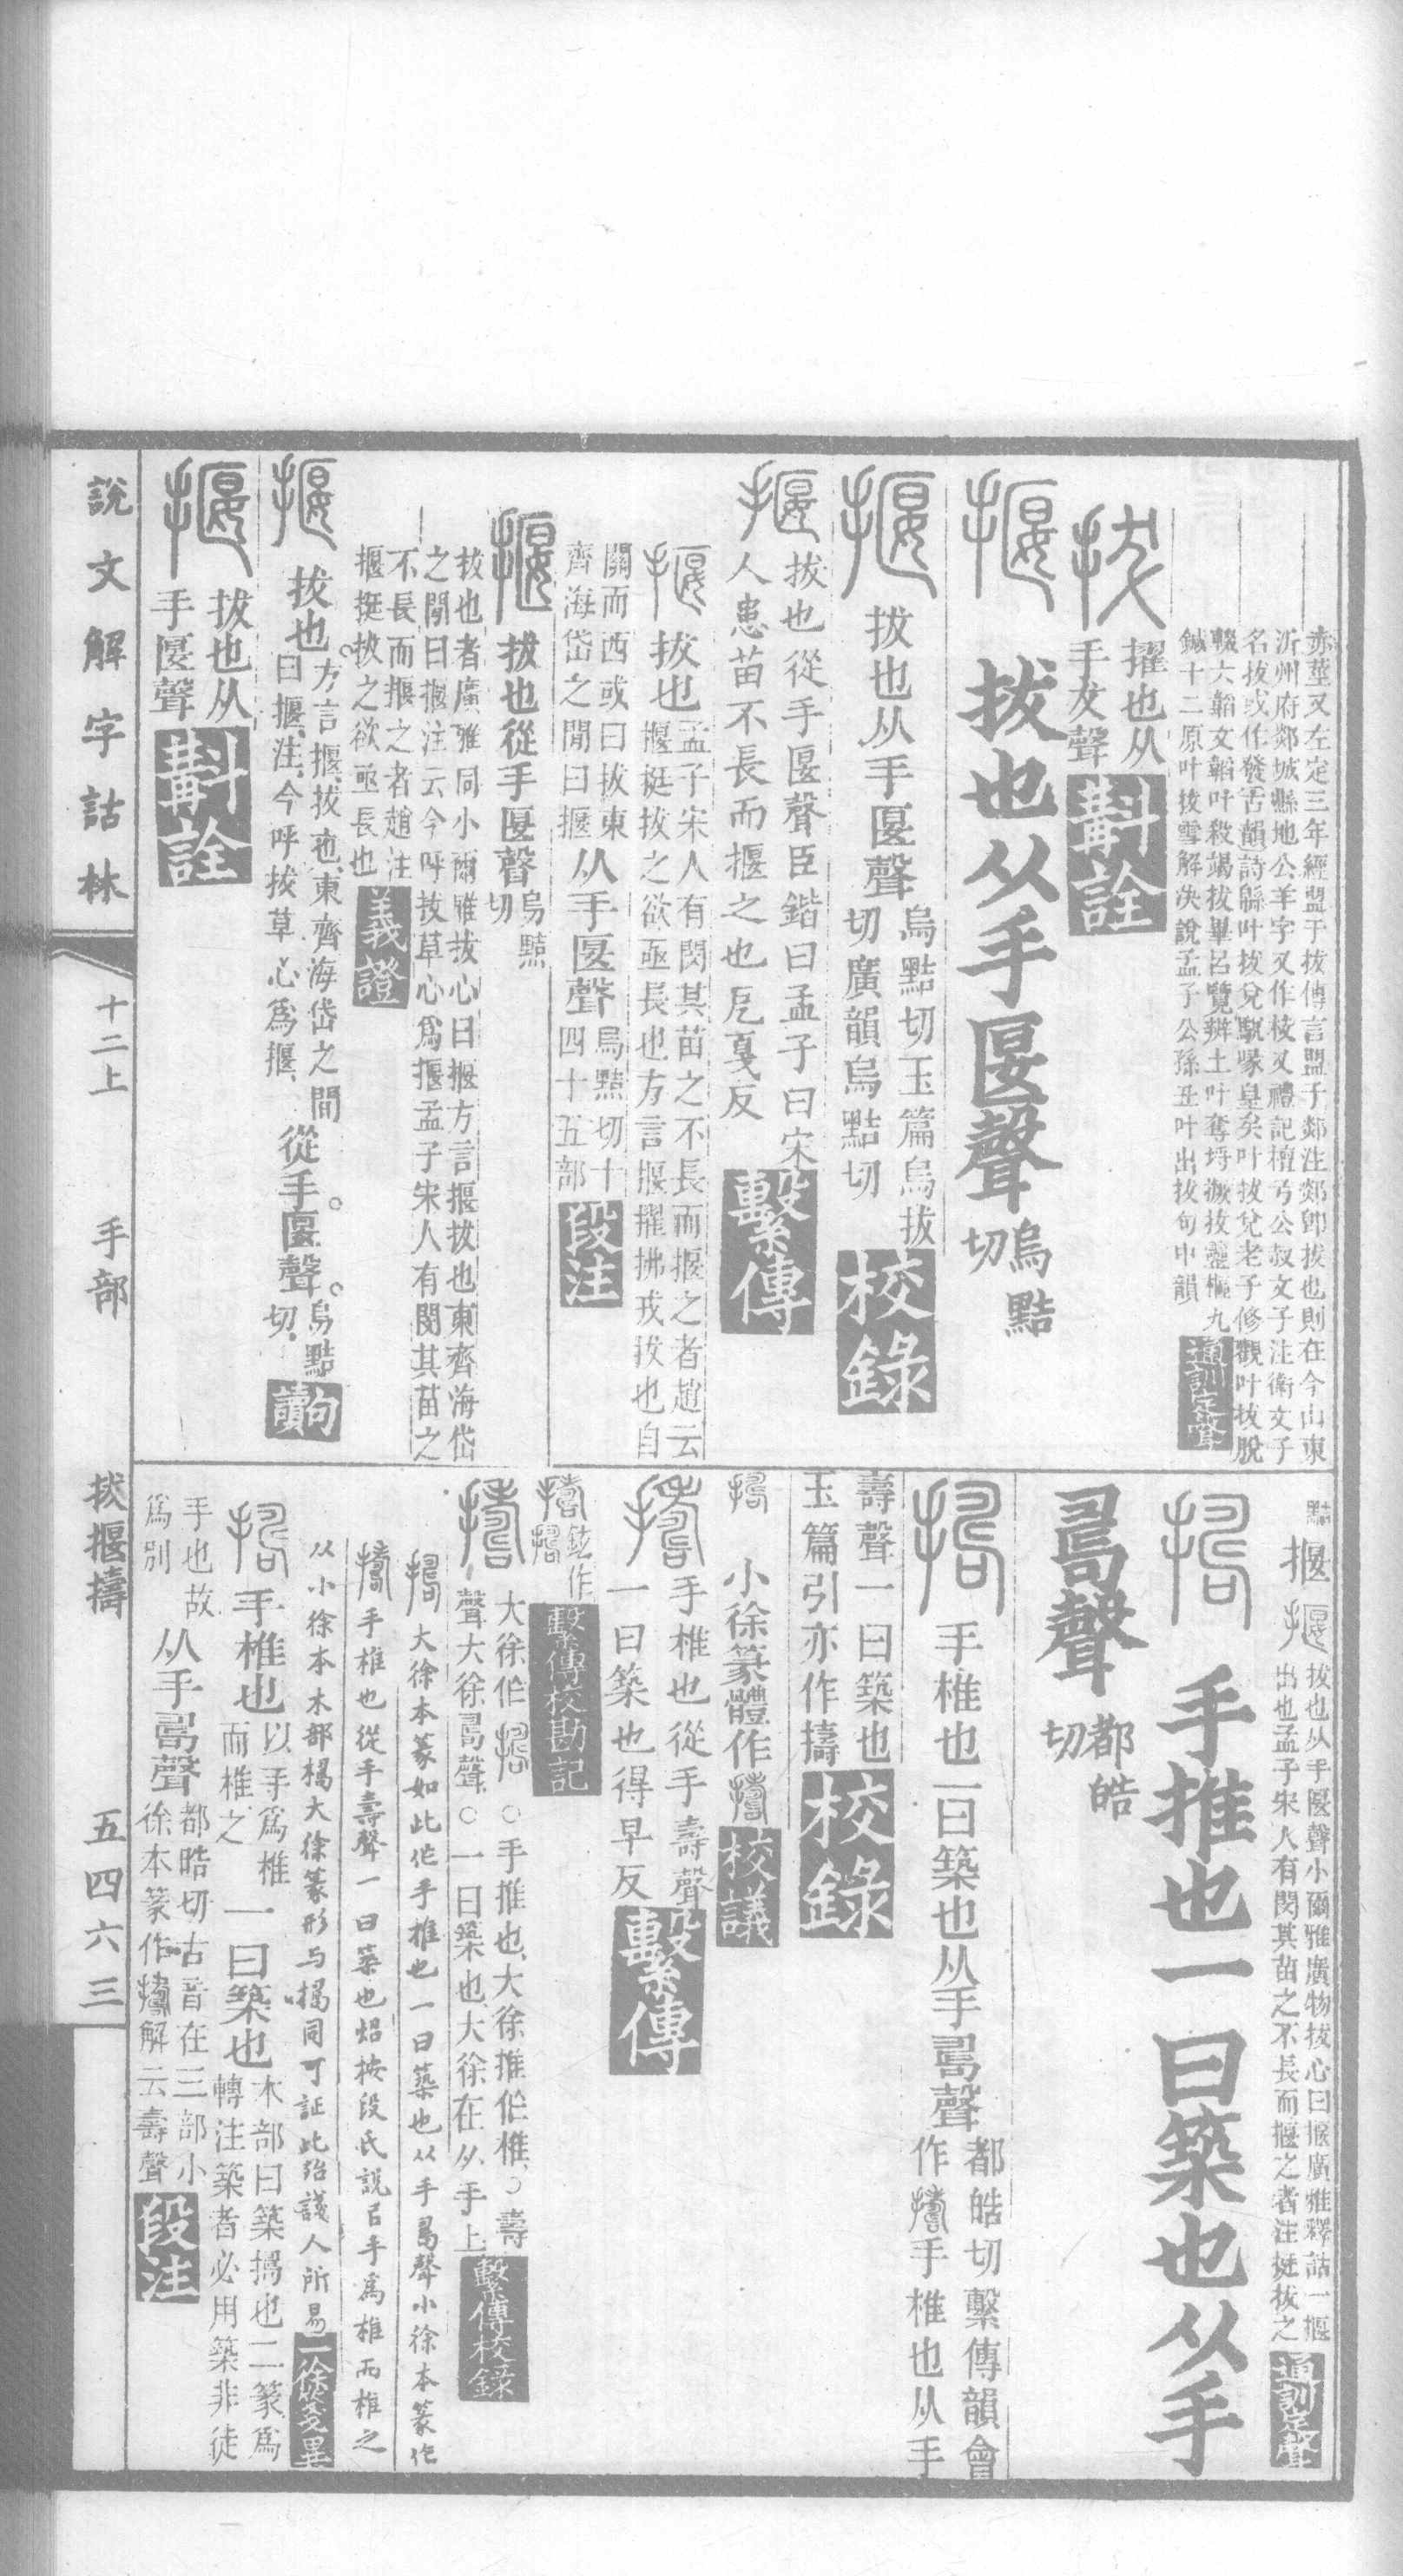 赤莖又左定三年經盟于拔傳言盟于郯注郯卽拔也則在今山東
沂州府郯城縣地公羊字又作枝又禮記檀弓公叔文子注衛文子
名拔或作發古韻詩緜叶拔兌駾喙皇矣叶拔兌老子修觀叶拔脫
韜六韜文韜叶殺竭拔畢呂覽辨土叶奪埒撅拔靈樞九
鍼十二原叶拔雪解決說孟子公孫丑叶出拔句中韻
通訓定聲
擢也从
手犮聲
斠詮
揠
拔也从手匽聲
烏黠
切
揠
拔也从手匽聲
烏黠切玉篇烏拔
切廣韻烏黠切
校錄
揠
拔也從手匽聲臣鍇曰孟子曰宋
人患苗不長而揠之也戹戛反
繫傳
揠
拔也
孟子宋人有閔其苗之不長而揠之者趙云
揠挺拔之欲亟長也方言揠擢拂戎拔也自
關而西或曰拔東
齊海岱之閒曰揠
从手匽聲
烏黠切十
四十五部
段注
揠
拔也從手匽聲
烏黠
切
拔也者廣雅同小爾雅拔心曰揠方言揠拔也東齊海岱
之閒曰揠注云今呼拔草心爲揠孟子宋人有閔其苗之
不長而揠之者趙注
揠挺拔之欲亟長也
義證
揠
拔也
方言揠拔也東齊海岱之間
曰揠注今呼拔草心爲揠
從手匽聲
烏黠
切
句讀
揠
拔也从
手匽聲
斠詮
黠
揠
揠
拔也从手匽聲小爾雅廣物拔心曰揠廣雅釋詁一揠
出也孟子宋人有閔其苗之不長而揠之者注挺拔之
通訓定聲
手推也一曰築也从手
𠷎聲
都皓
切
手椎也一曰築也从手𠷎聲
都皓切繫傳韻會
作擣手椎也从手
壽聲一曰築也
玉篇引亦作擣
校錄
小徐篆體作擣
校議
手椎也從手壽聲
一曰築也得早反
繫傳
擣
鉉作
繫傳校勘記
大徐作𢭏○手推也大徐推作椎○壽
聲大徐𠷎聲○一曰築也大徐在从手上
繫傳校錄
大徐本篆如此作手推也一曰築也从手𠷎聲小徐本篆作
擣手椎也從手壽聲一曰築也炤按段氏說㠯手爲椎而椎之
从小徐本木部檮大徐篆形与擣同可証此殆淺人所易
二徐箋異
手椎也
以手爲椎
而椎之
一曰築也
木部曰築擣也二篆爲
轉注築者必用築非徒
手也故
爲別
从手𠷎聲
都晧切古音在三部小
徐本篆作擣解云壽聲
段注
說文解字詁林
十二上
手部
拔揠擣
五四六三